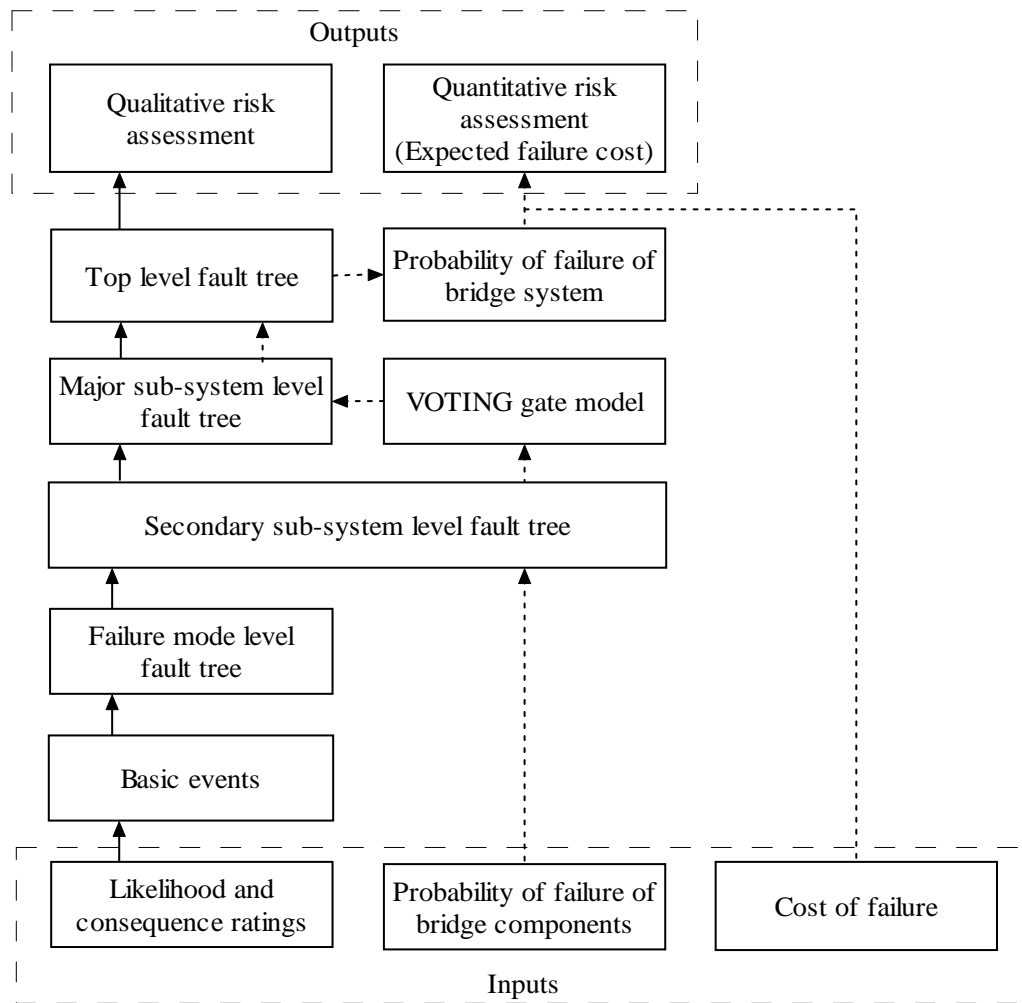 Outputs
Qualitative risk
assessment
Quantitative risk
assessment
(Expected failure cost)
Top level fault tree
Probability of failure of
bridge system
Major sub-system level
fault tree
VOTING gate model
Secondary sub-system level fault tree
Failure mode level
fault tree
Basic events
Likelihood and
consequence ratings
Probability of failure of
bridge components
Cost of failure
Inputs